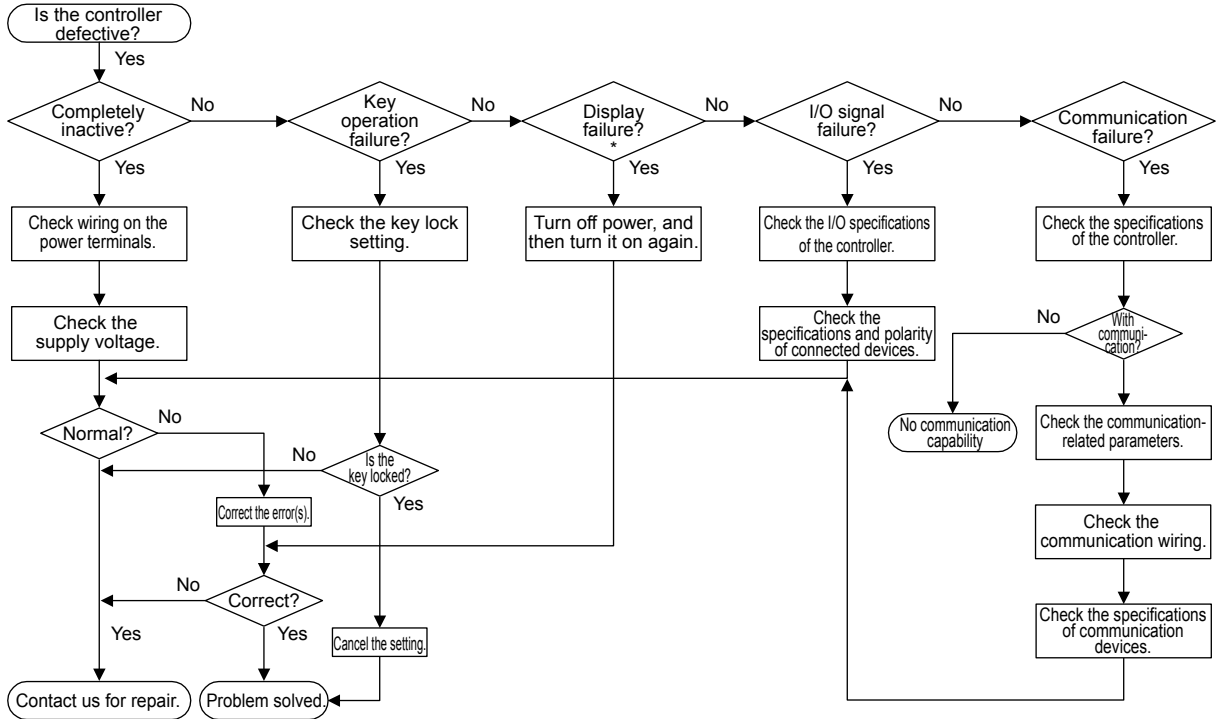 Is the controller
defective?
Yes
Completely
inactive?
No
Yes
Key
operation
failure?
No
Yes
Display
failure?
*
No
Yes
I/O signal
failure?
No
Yes
Communication
failure?
Yes
Check wiring on the
power terminals.
Check the key lock
setting.
Turn off power, and
then turn it on again.
Check the I/O specifications
of the controller.
Check the specifications
of the controller.
Check the
supply voltage.
Check the
specifications and polarity
of connected devices.
No
With
communi-
cation?
Yes
Normal?
No
No
Is the
key locked?
Yes
No communication
capability
Check the communication-
related parameters.
Correct the error(s).
Check the
communication wiring.
No
Correct?
Yes
Yes
Cancel the setting.
Check the specifications
of communication
devices.
Contact us for repair.
Problem solved.